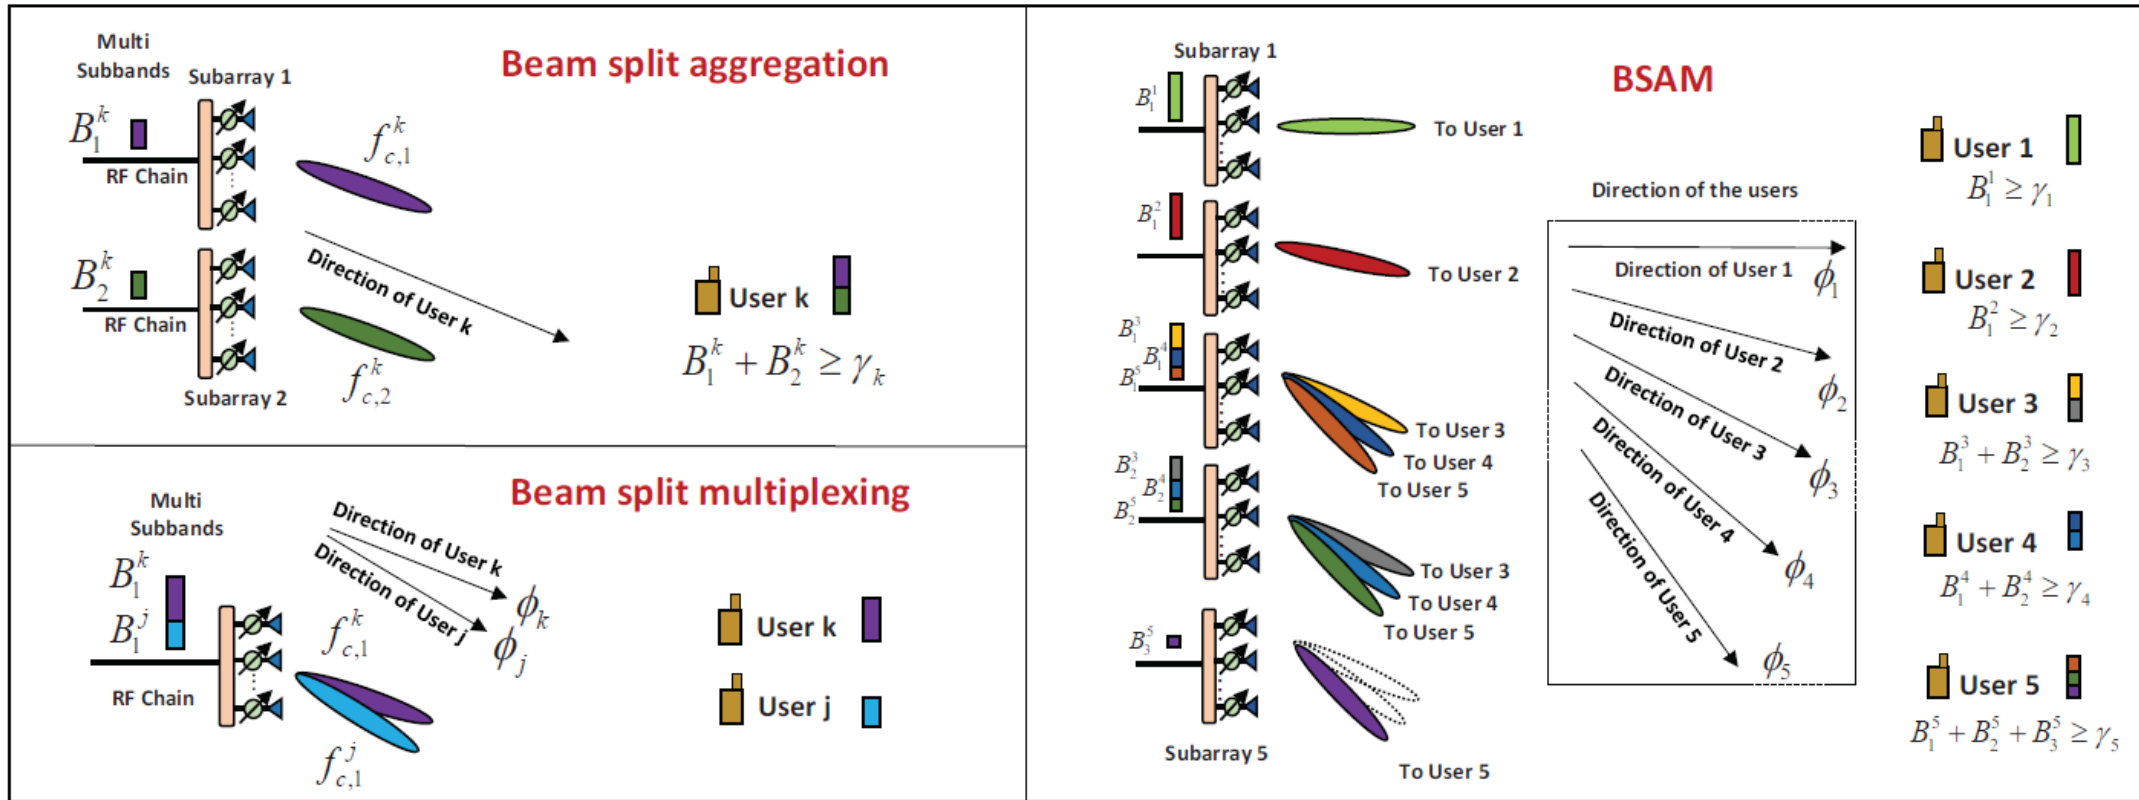 Beam split aggregation
Multi
Subbands
Subarray 1
B_1^k
RF Chain
f_{c,1}^k
Direction of User k
B_2^k
RF Chain
f_{c,2}^k
Subarray 2
User k
B_1^k + B_2^k ≥ γ_k
Beam split multiplexing
Multi
Subbands
B_1^k
B_1^j
RF Chain
Direction of User k
Direction of User j
ϕ_k
ϕ_j
f_{c,1}^k
f_{c,1}^j
User k
User j
BSAM
Subarray 1
B_1^1
To User 1
B_1^2
To User 2
B_1^3
B_1^4
B_1^5
To User 3
To User 4
To User 5
B_2^3
B_2^4
B_2^5
To User 3
To User 4
To User 5
B_3^5
Subarray 5
To User 5
Direction of the users
Direction of User 1
ϕ_1
Direction of User 2
ϕ_2
Direction of User 3
ϕ_3
Direction of User 4
ϕ_4
Direction of User 5
ϕ_5
User 1
B_1^1 ≥ γ_1
User 2
B_1^2 ≥ γ_2
User 3
B_1^3 + B_2^3 ≥ γ_3
User 4
B_1^4 + B_2^4 ≥ γ_4
User 5
B_1^5 + B_2^5 + B_3^5 ≥ γ_5